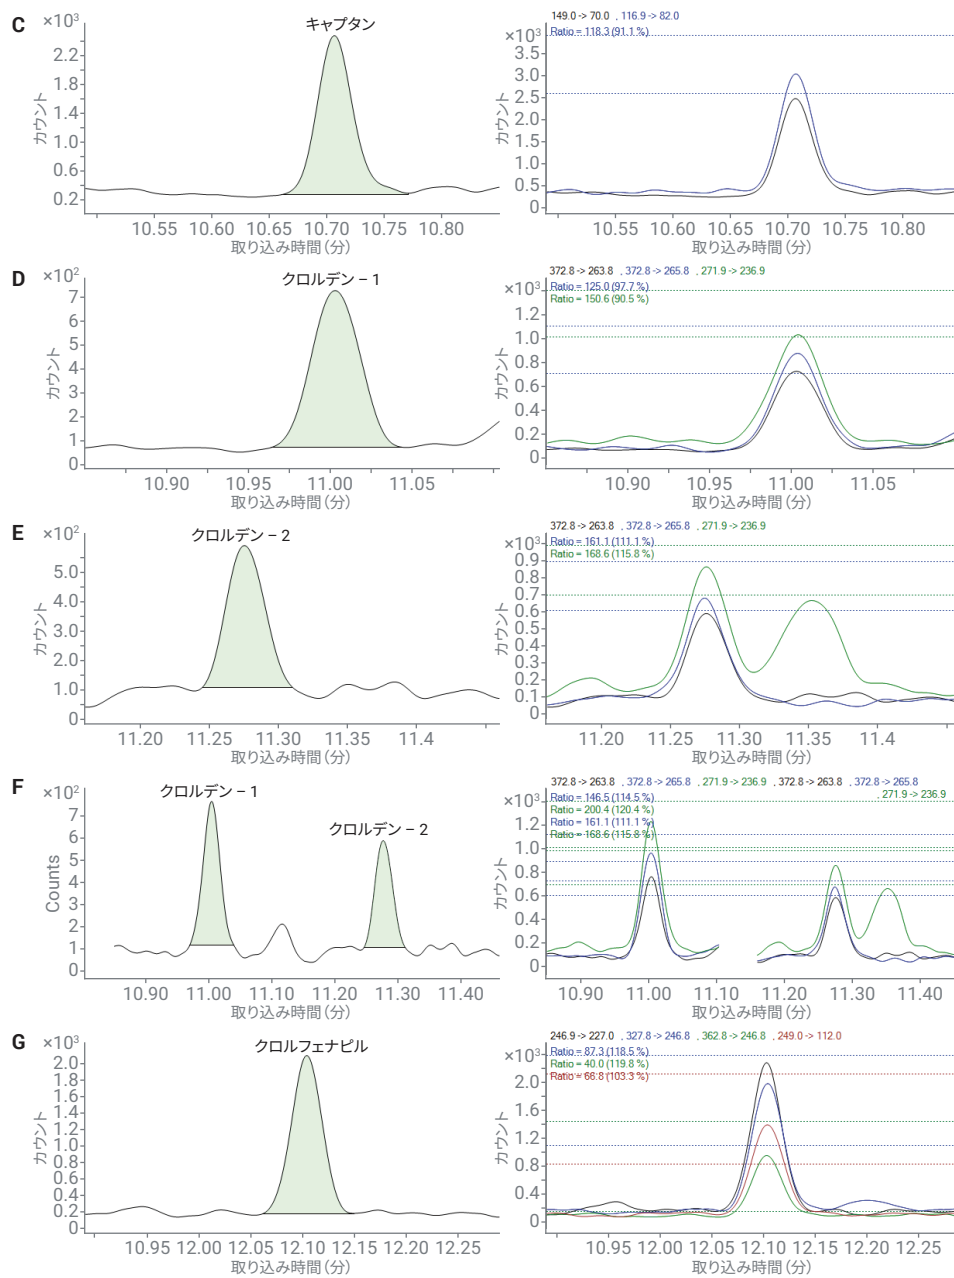 C
×10³
キャプタン
2.2
1.8
1.4
1.0
0.6
0.2
カウント
10.55 10.60 10.65 10.70 10.75 10.80
取り込み時間(分)
149.0 -> 70.0 , 116.9 -> 82.0
×10³
Ratio = 118.3 (91.1 %)
3.5
3.0
2.5
2.0
1.5
1.0
0.5
0
カウント
10.55 10.60 10.65 10.70 10.75 10.80
取り込み時間(分)
D
×10²
クロルデン – 1
7
6
5
4
3
2
1
0
カウント
10.90 10.95 11.00 11.05
取り込み時間(分)
372.8 -> 263.8 , 372.8 -> 265.8 , 271.9 -> 236.9
×10³
Ratio = 125.0 (97.7 %)
Ratio = 150.6 (90.5 %)
1.2
1.0
0.8
0.6
0.4
0.2
0
カウント
10.90 10.95 11.00 11.05
取り込み時間(分)
E
×10²
クロルデン – 2
5.0
4.0
3.0
2.0
1.0
0
カウント
11.20 11.25 11.30 11.35 11.4
取り込み時間(分)
372.8 -> 263.8 , 372.8 -> 265.8 , 271.9 -> 236.9
×10³
Ratio = 161.1 (111.1 %)
Ratio = 168.6 (115.8 %)
0.9
0.8
0.7
0.6
0.5
0.4
0.3
0.2
0.1
0
カウント
11.20 11.25 11.30 11.35 11.4
取り込み時間(分)
F
×10²
クロルデン – 1
クロルデン – 2
7
6
5
4
3
2
1
0
Counts
10.90 11.00 11.10 11.20 11.30 11.40
取り込み時間(分)
372.8 -> 263.8 , 372.8 -> 265.8 , 271.9 -> 236.9 , 372.8 -> 263.8 , 372.8 -> 265.8
, 271.9 -> 236.9
×10³
Ratio = 146.5 (114.5 %)
Ratio = 200.4 (120.4 %)
Ratio = 161.1 (111.1 %)
Ratio = 168.6 (115.8 %)
1.2
1.0
0.8
0.6
0.4
0.2
0
カウント
10.90 11.00 11.10 11.20 11.30 11.40
取り込み時間(分)
G
×10³
クロルフェナピル
2.0
1.8
1.6
1.4
1.2
1.0
0.8
0.6
0.4
0.2
0
カウント
10.95 12.00 12.05 12.10 12.15 12.20 12.25
取り込み時間(分)
246.9 -> 227.0 , 327.8 -> 246.8 , 362.8 -> 246.8 , 249.0 -> 112.0
×10³
Ratio = 87.3 (118.5 %)
Ratio = 40.0 (119.8 %)
Ratio = 66.8 (103.3 %)
2.0
1.6
1.2
0.8
0.4
0
カウント
10.95 12.00 12.05 12.10 12.15 12.20 12.25
取り込み時間(分)